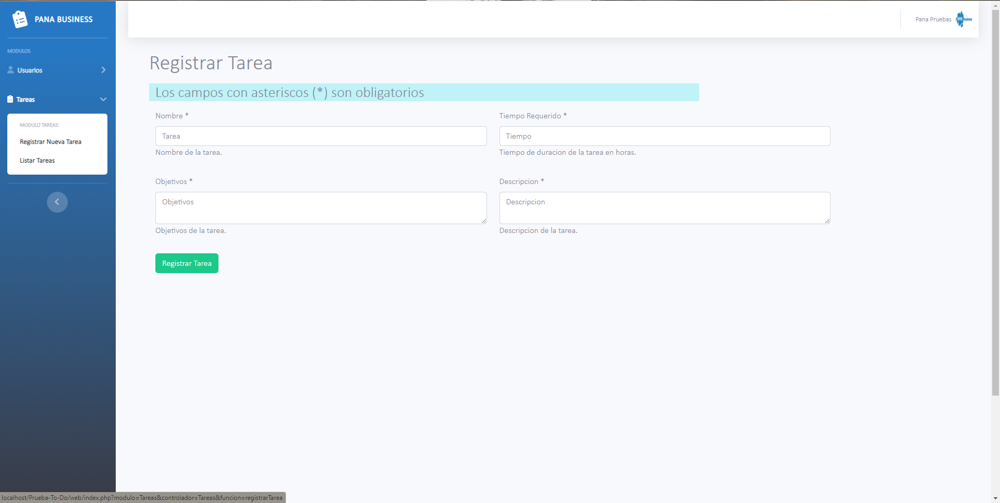 PANA BUSINESS
MODULOS
Usuarios
Tareas
MODULO TAREAS:
Registrar Nueva Tarea
Listar Tareas
Pana Pruebas
Registrar Tarea
Los campos con asteriscos (*) son obligatorios
Nombre *
Tarea
Nombre de la tarea.
Tiempo Requerido *
Tiempo
Tiempo de duracion de la tarea en horas.
Objetivos *
Objetivos
Objetivos de la tarea.
Descripcion *
Descripcion
Descripcion de la tarea.
Registrar Tarea
localhost/Prueba-To-Do/web/index.php?modulo=Tareas&controlador=Tareas&funcion=registrarTarea